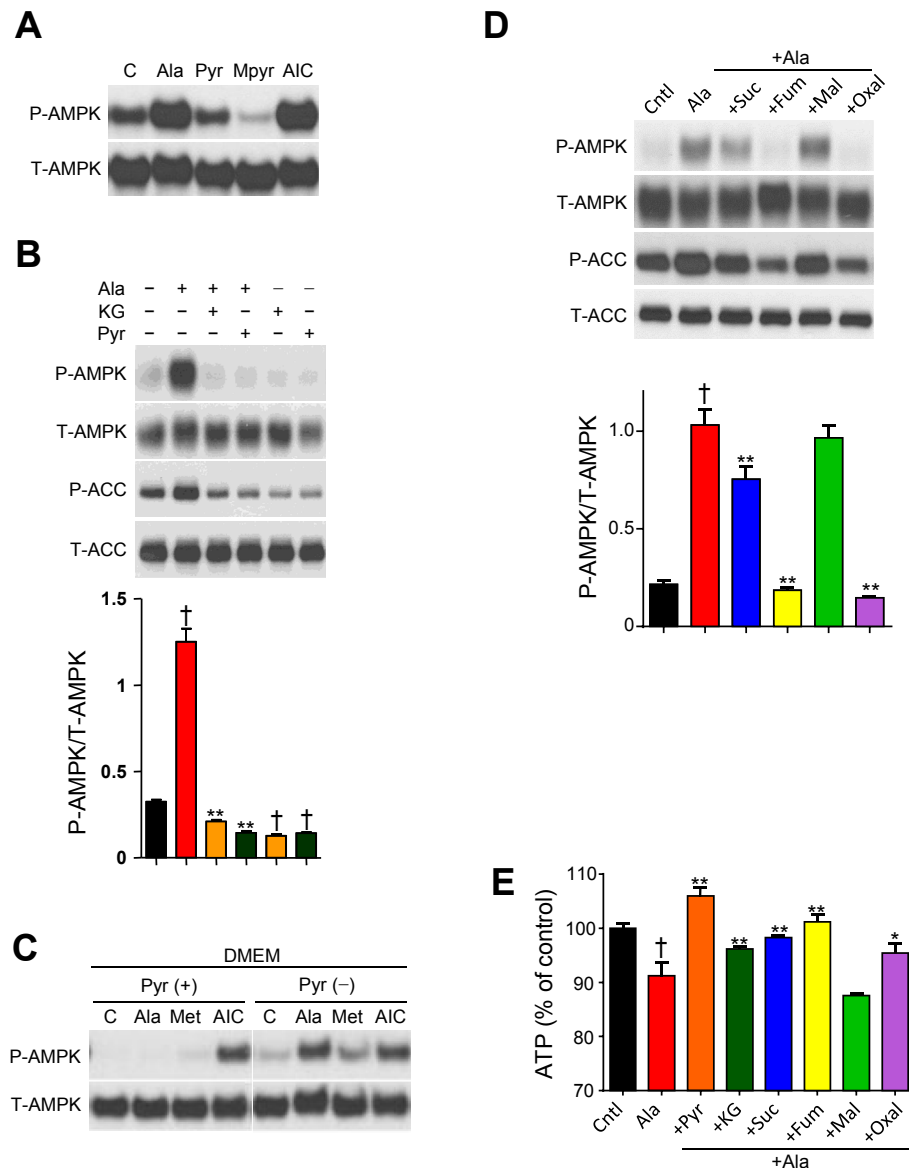 A
C Ala Pyr Mpyr AIC
P-AMPK
T-AMPK
B
Ala − + + + − −
KG − − + − + −
Pyr − − − + − +
P-AMPK
T-AMPK
P-ACC
T-ACC
P-AMPK/T-AMPK
1.5
1
0.5
0
† ** ** † †
C
DMEM
Pyr (+) Pyr (−)
C Ala Met AIC C Ala Met AIC
P-AMPK
T-AMPK
D
+Ala
Cntl Ala +Suc +Fum +Mal +Oxal
P-AMPK
T-AMPK
P-ACC
T-ACC
P-AMPK/T-AMPK
1.0
0.5
0
† ** ** **
E
ATP (% of control)
110
100
90
80
70
† ** ** ** ** *
Cntl Ala +Pyr +KG +Suc +Fum +Mal +Oxal
+Ala